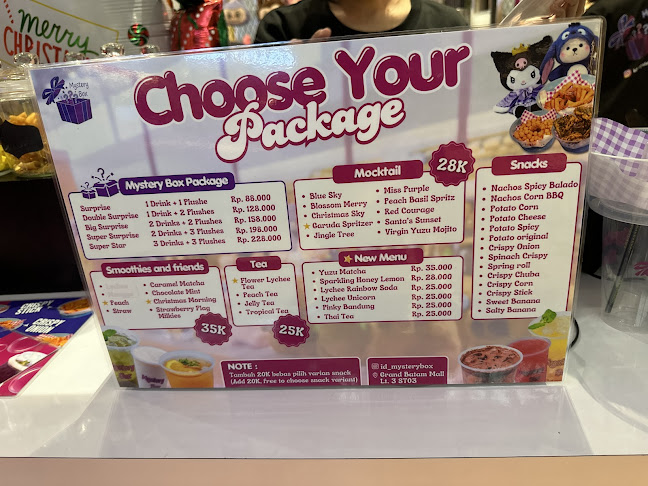 Merry
CHRIST
Mystery
Box
Choose Your
Package
Mystery Box Package
Surprise 1 Drink + 1 Plushe Rp. 88.000
Double Surprise 1 Drink + 2 Plushes Rp. 128.000
Big Surprise 2 Drinks + 2 Plushes Rp. 158.000
Super Surprise 2 Drinks + 3 Plushes Rp. 198.000
Super Star 3 Drinks + 3 Plushes Rp. 228.000
Mocktail
28K
• Blue Sky
• Blossom Merry
• Christmas Sky
Garuda Spritzer
• Jingle Tree
• Miss Purple
• Peach Basil Spritz
• Red Courage
• Santa's Sunset
• Virgin Yuzu Mojito
Snacks
• Nachos Spicy Balado
• Nachos Corn BBQ
• Potato Corn
• Potato Cheese
• Potato Spicy
• Potato original
• Crispy Onion
• Spinach Crispy
• Spring roll
• Crispy Chuba
• Crispy Corn
• Crispy Stick
• Sweet Banana
• Salty Banana
Smoothies and friends
Peach
• Straw
• Caramel Matcha
• Chocolate Mint
Christmas Morning
• Strawberry Plag
Milkies
35K
Tea
Flower Lychee
Tea
• Peach Tea
• Jelly Tea
• Tropical Tea
25K
New Menu
• Yuzu Matcha Rp. 35.000
• Sparkling Honey Lemon Rp. 28.000
• Lychee Rainbow Soda Rp. 25.000
• Lychee Unicorn Rp. 25.000
• Pinky Bandung Rp. 25.000
• Thai Tea Rp. 25.000
NOTE :
Tambah 20K bebas pilih varian snack
(Add 20K, free to choose snack variant)
id_mysterybox
Grand Batam Mall
Lt. 3 ST03